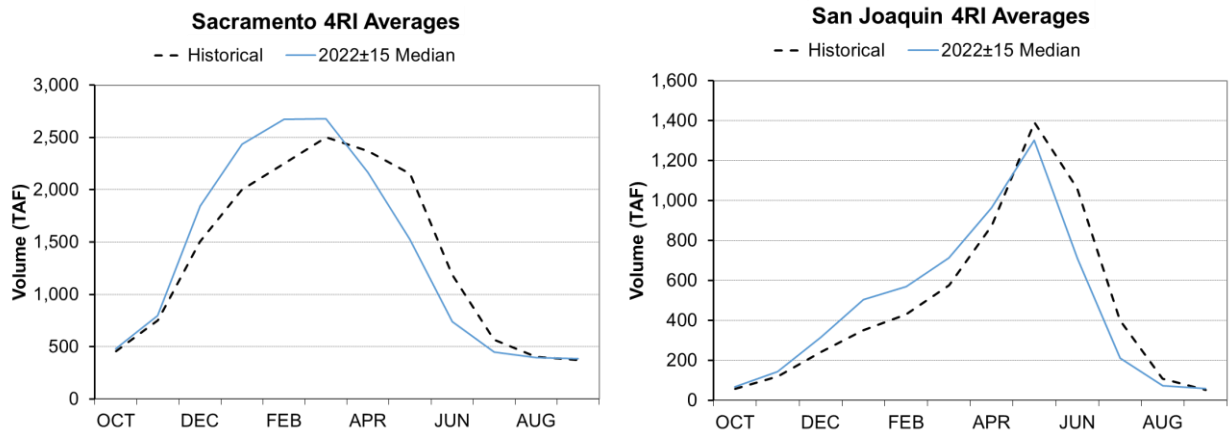 Sacramento 4RI Averages
Historical 2022±15 Median
Volume (TAF)
3,000
2,500
2,000
1,500
1,000
500
0
OCT DEC FEB APR JUN AUG
San Joaquin 4RI Averages
Historical 2022±15 Median
Volume (TAF)
1,600
1,400
1,200
1,000
800
600
400
200
0
OCT DEC FEB APR JUN AUG